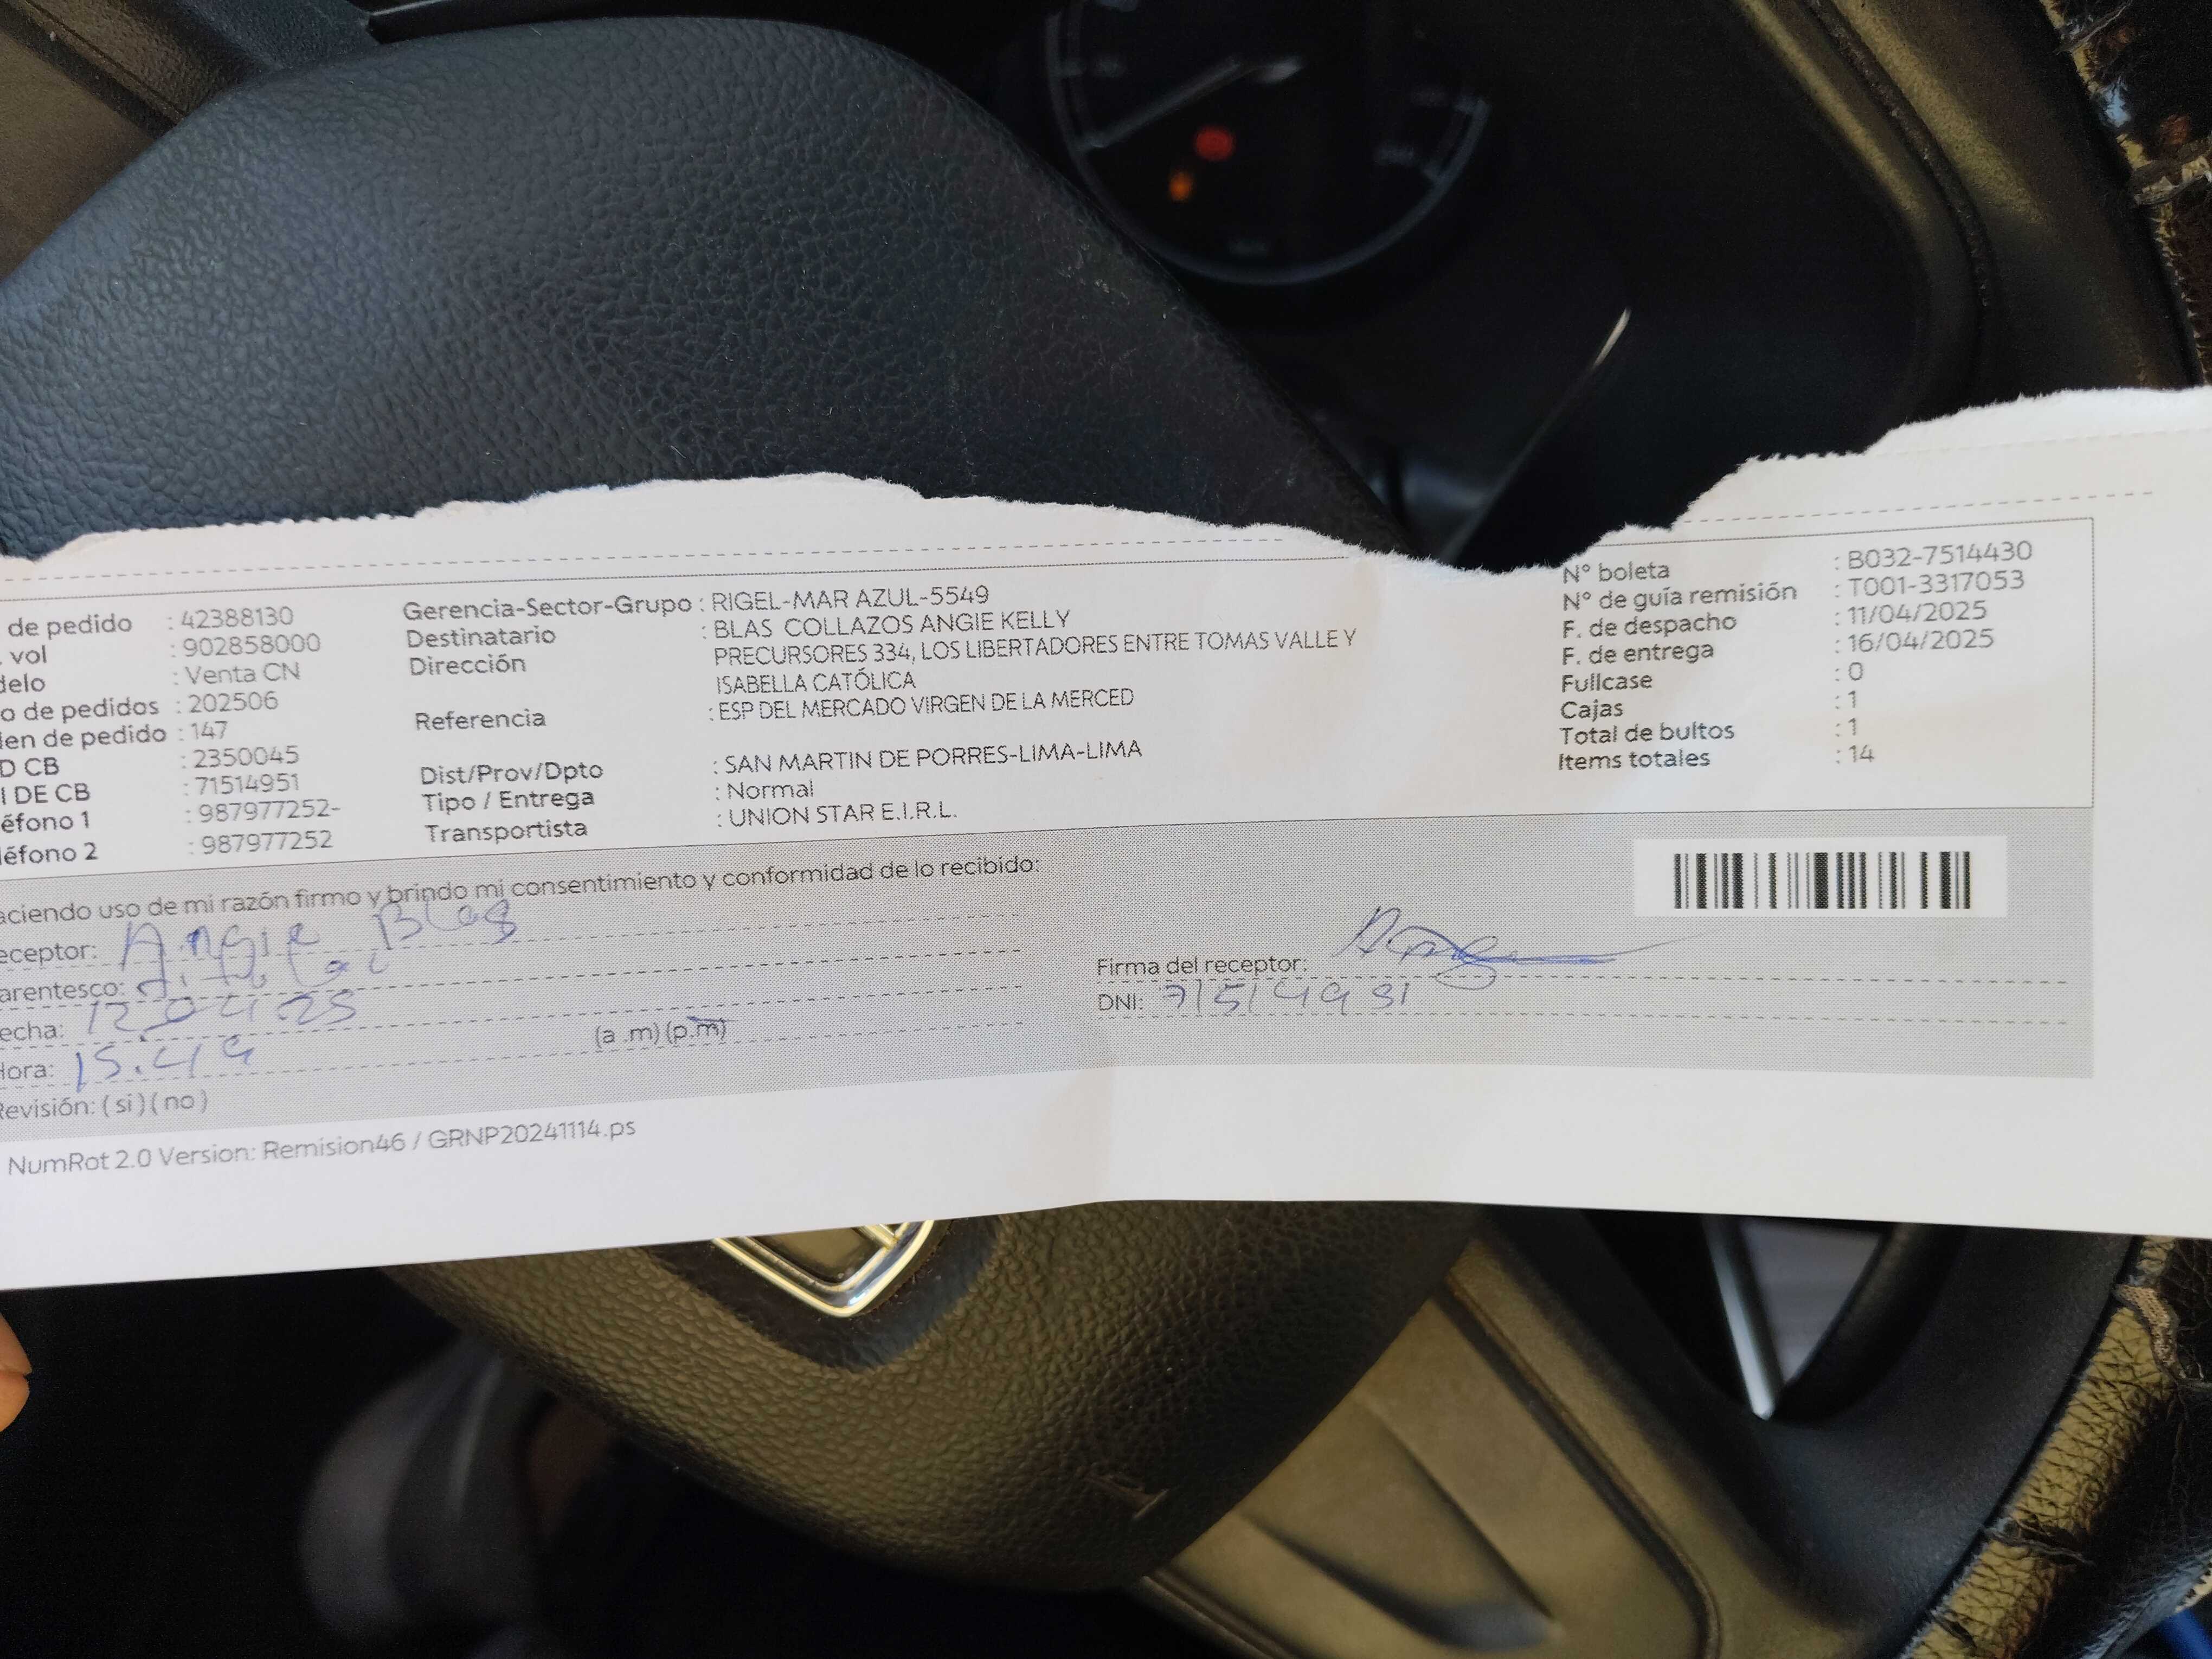 de pedido : 42388130
vol : 902858000
delo : Venta CN
o de pedidos : 202506
en de pedido : 147
D CB : 2350045
I DE CB : 71514951
éfono 1 : 987977252-
léfono 2 : 987977252
Gerencia-Sector-Grupo : RIGEL-MAR AZUL-5549
Destinatario : BLAS COLLAZOS ANGIE KELLY
Dirección PRECURSORES 334, LOS LIBERTADORES ENTRE TOMAS VALLE Y
ISABELLA CATÓLICA
Referencia : ESP DEL MERCADO VIRGEN DE LA MERCED
Dist/Prov/Dpto : SAN MARTIN DE PORRES-LIMA-LIMA
Tipo / Entrega : Normal
Transportista : UNION STAR E.I.R.L.
N° boleta : B032-7514430
N° de guía remisión : T001-3317053
F. de despacho : 11/04/2025
F. de entrega : 16/04/2025
Fullcase : 0
Cajas : 1
Total de bultos : 1
Items totales : 14
aciendo uso de mi razón firmo y brindo mi consentimiento y conformidad de lo recibido:
eceptor: Angie Blas
arentesco: Titular
echa: 12 04 25
Hora: 15.49 (a .m) (p.m)
Revisión: ( si ) ( no )
Firma del receptor:
DNI: 71514951
NumRot 2.0 Version: Remision46 / GRNP20241114.ps